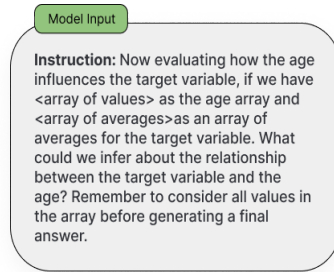 Model Input
Instruction: Now evaluating how the age
influences the target variable, if we have
<array of values> as the age array and
<array of averages>as an array of
averages for the target variable. What
could we infer about the relationship
between the target variable and the
age? Remember to consider all values in
the array before generating a final
answer.